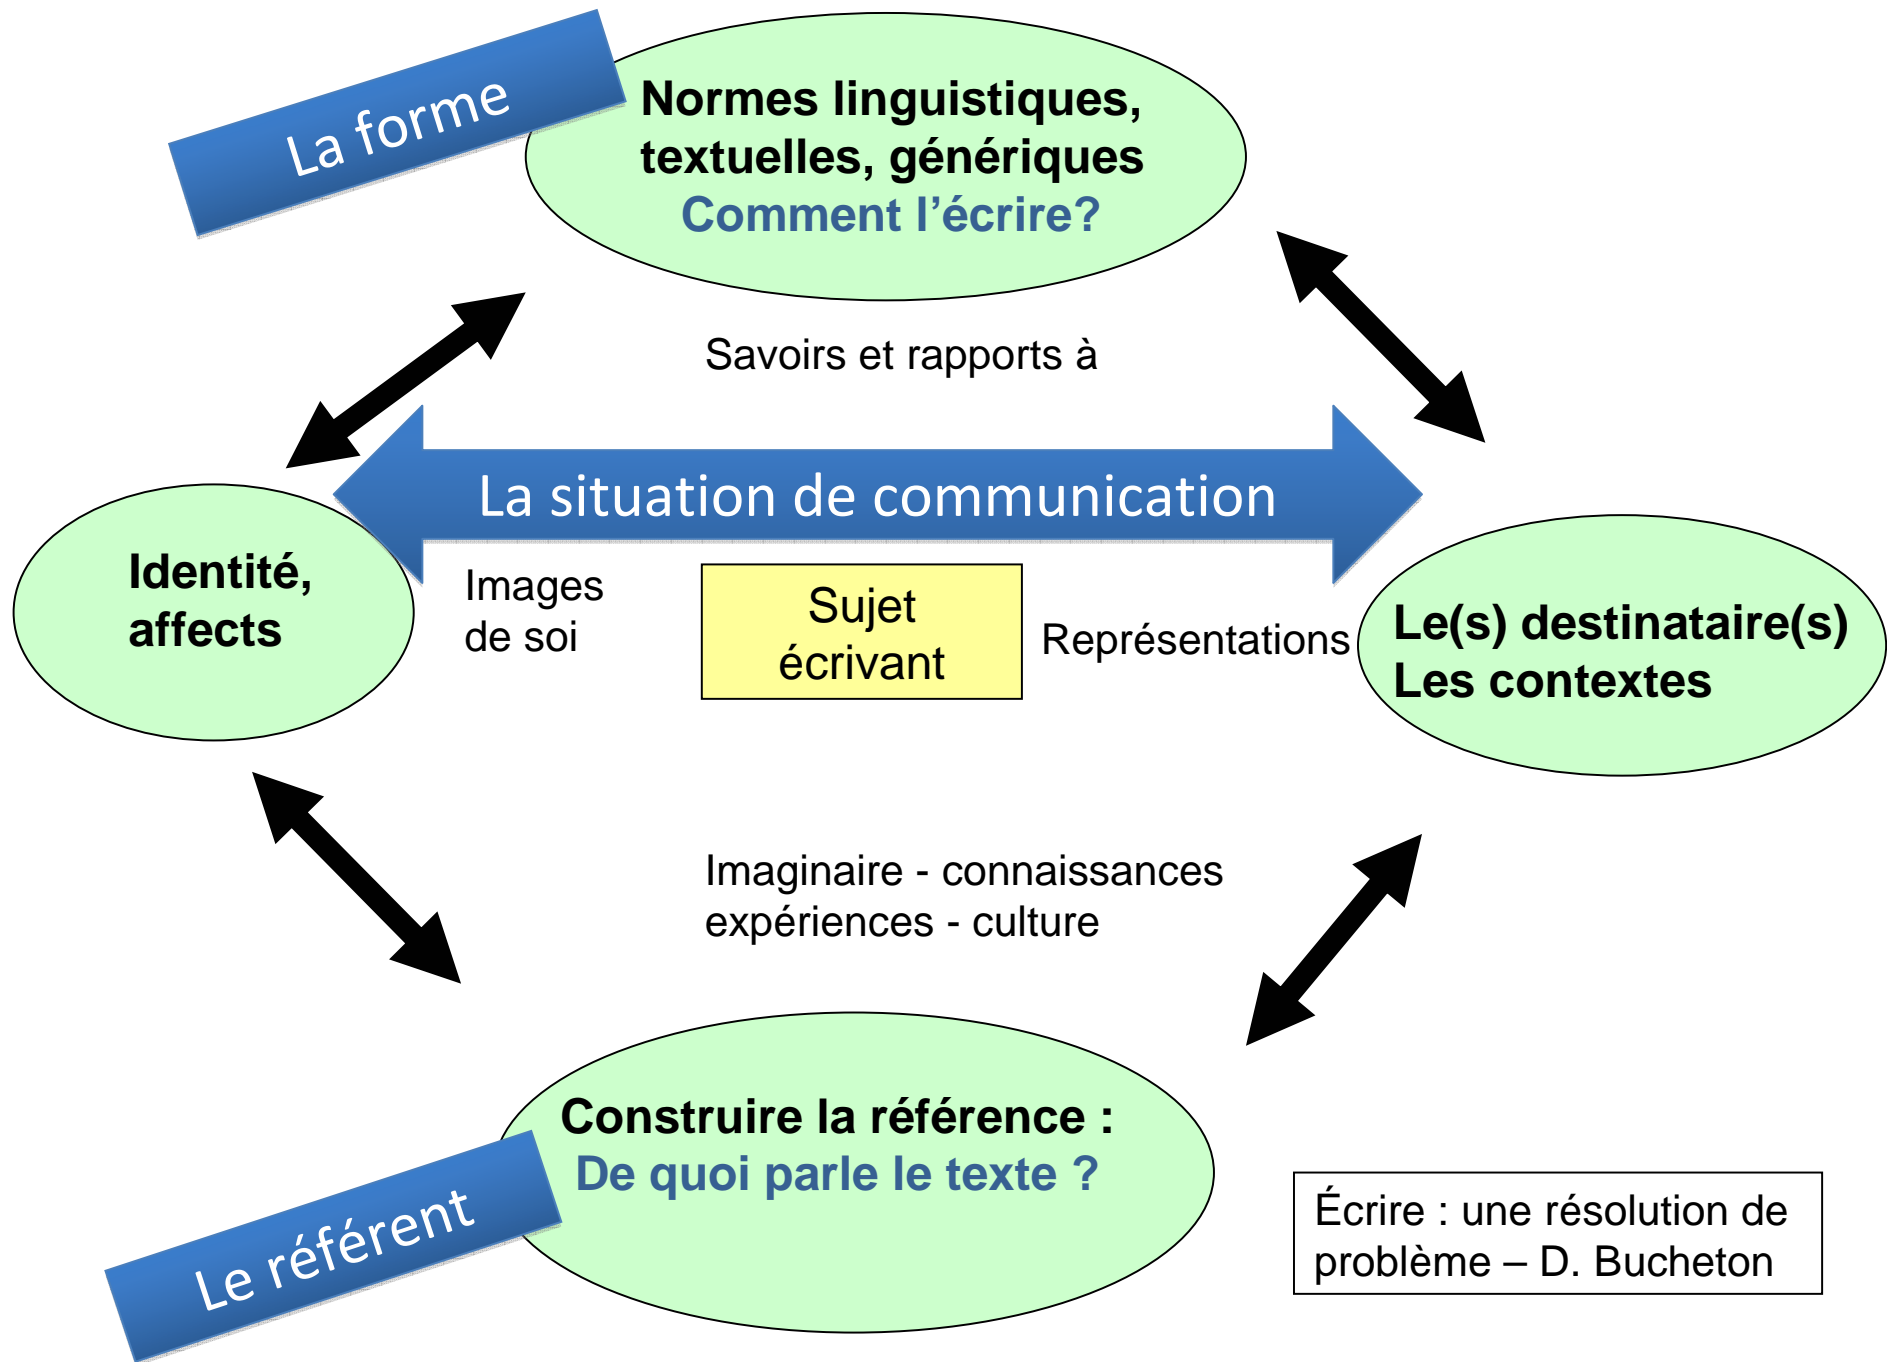 La forme
Normes linguistiques,
textuelles, génériques
Comment l’écrire?
Savoirs et rapports à
La situation de communication
Identité,
affects
Images
de soi
Sujet
écrivant
Représentations
Le(s) destinataire(s)
Les contextes
Imaginaire - connaissances
expériences - culture
Construire la référence :
De quoi parle le texte ?
Le référent
Écrire : une résolution de
problème – D. Bucheton